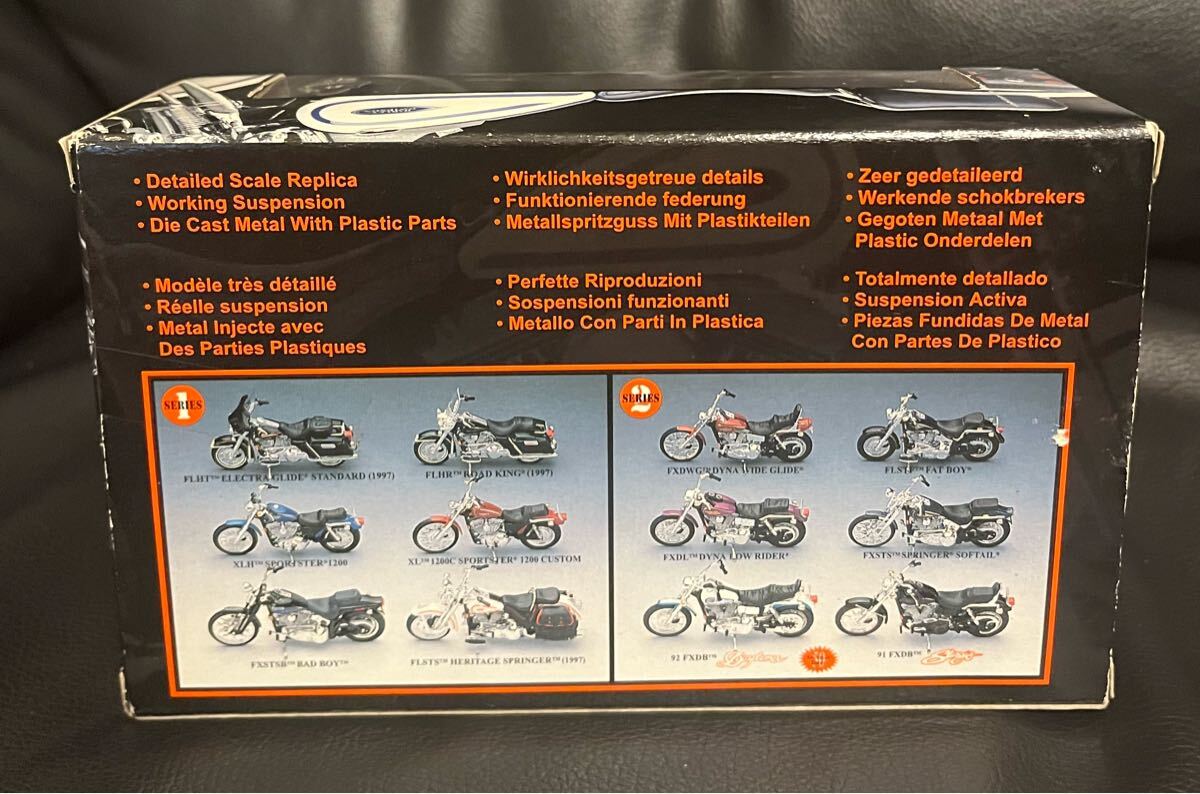 • Detailed Scale Replica
• Working Suspension
• Die Cast Metal With Plastic Parts
• Wirklichkeitsgetreue details
• Funktionierende federung
• Metallspritzguss Mit Plastikteilen
• Zeer gedetaileerd
• Werkende schokbrekers
• Gegoten Metaal Met
Plastic Onderdelen
• Modèle très détaillé
• Réelle suspension
• Metal Injecte avec
Des Parties Plastiques
• Perfette Riproduzioni
• Sospensioni funzionanti
• Metallo Con Parti In Plastica
• Totalmente detallado
• Suspension Activa
• Piezas Fundidas De Metal
Con Partes De Plastico
SERIES 1
FLHT™ ELECTRA GLIDE® STANDARD (1997)
FLHR™ ROAD KING® (1997)
XLH™ SPORTSTER® 1200
XL™ 1200C SPORTSTER® 1200 CUSTOM
FXSTSB™ BAD BOY™
FLSTS™ HERITAGE SPRINGER™ (1997)
SERIES 2
FXDWG™ DYNA WIDE GLIDE®
FLSTF™ FAT BOY®
FXDL™ DYNA LOW RIDER®
FXSTS™ SPRINGER® SOFTAIL®
92 FXDB™ Daytona
91 FXDB™ Sturgis